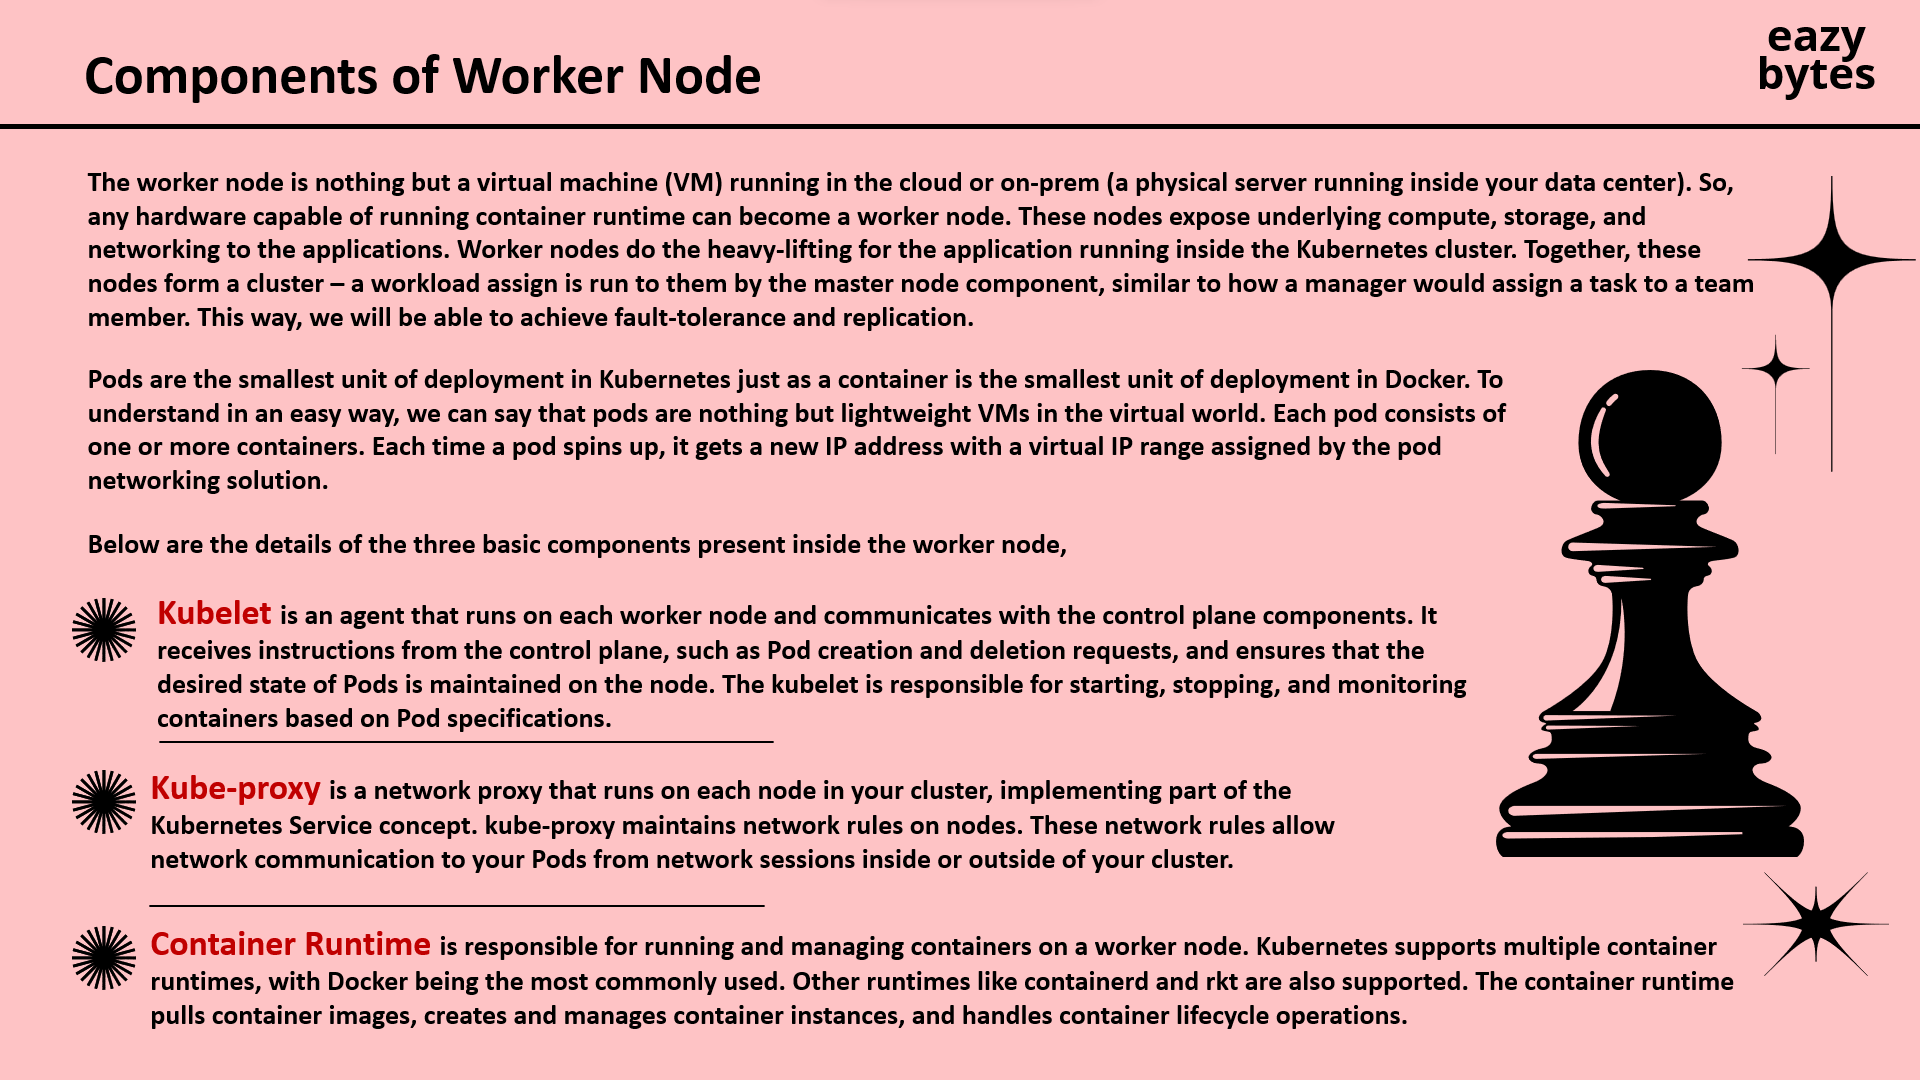 Components of Worker Node
eazy
bytes
The worker node is nothing but a virtual machine (VM) running in the cloud or on-prem (a physical server running inside your data center). So,
any hardware capable of running container runtime can become a worker node. These nodes expose underlying compute, storage, and
networking to the applications. Worker nodes do the heavy-lifting for the application running inside the Kubernetes cluster. Together, these
nodes form a cluster – a workload assign is run to them by the master node component, similar to how a manager would assign a task to a team
member. This way, we will be able to achieve fault-tolerance and replication.
Pods are the smallest unit of deployment in Kubernetes just as a container is the smallest unit of deployment in Docker. To
understand in an easy way, we can say that pods are nothing but lightweight VMs in the virtual world. Each pod consists of
one or more containers. Each time a pod spins up, it gets a new IP address with a virtual IP range assigned by the pod
networking solution.
Below are the details of the three basic components present inside the worker node,
Kubelet is an agent that runs on each worker node and communicates with the control plane components. It
receives instructions from the control plane, such as Pod creation and deletion requests, and ensures that the
desired state of Pods is maintained on the node. The kubelet is responsible for starting, stopping, and monitoring
containers based on Pod specifications.
Kube-proxy is a network proxy that runs on each node in your cluster, implementing part of the
Kubernetes Service concept. kube-proxy maintains network rules on nodes. These network rules allow
network communication to your Pods from network sessions inside or outside of your cluster.
Container Runtime is responsible for running and managing containers on a worker node. Kubernetes supports multiple container
runtimes, with Docker being the most commonly used. Other runtimes like containerd and rkt are also supported. The container runtime
pulls container images, creates and manages container instances, and handles container lifecycle operations.